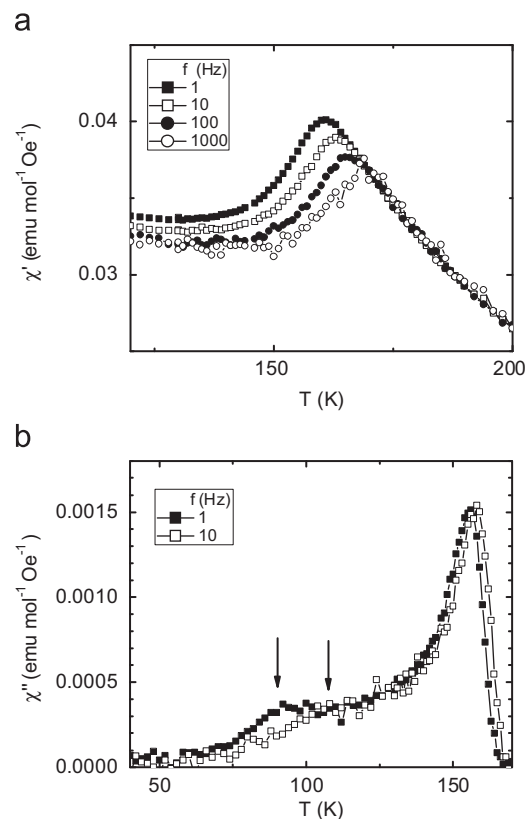 a
f (Hz)
1
10
100
1000
0.04
0.03
χ' (emu mol⁻¹ Oe⁻¹)
150
200
T (K)
b
f (Hz)
1
10
0.0015
0.0010
0.0005
0.0000
χ'' (emu mol⁻¹ Oe⁻¹)
50
100
150
T (K)